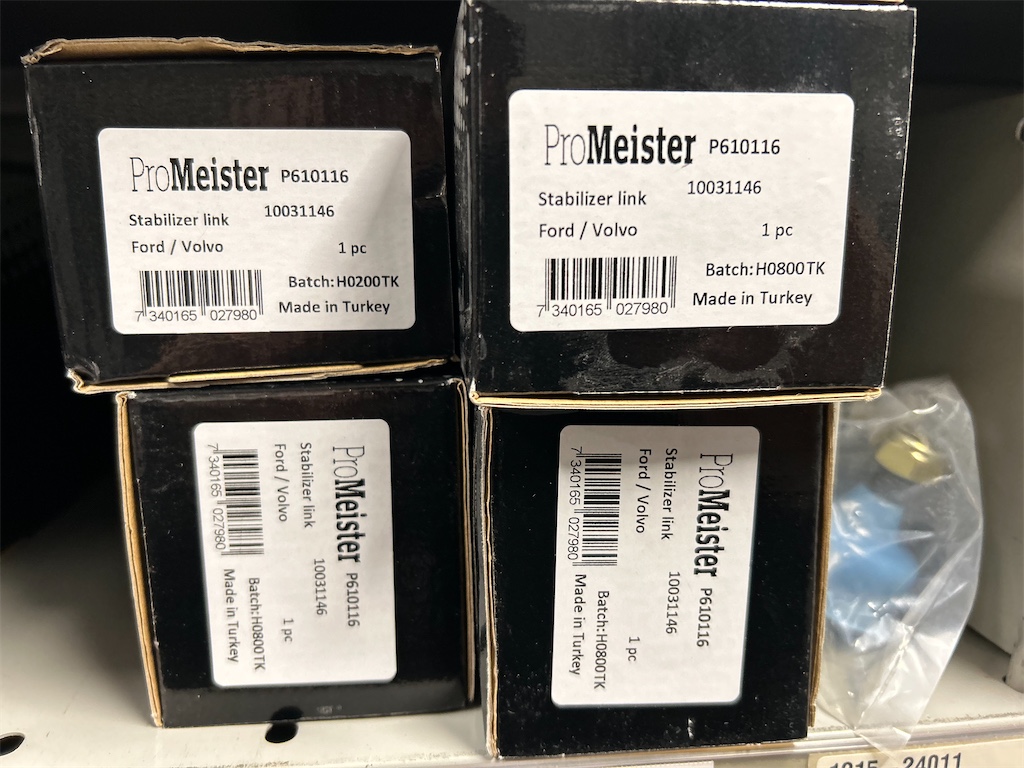 ProMeister P610116
10031146
Stabilizer link
Ford / Volvo 1 pc
Batch:H0200TK
Made in Turkey
7 340165 027980
ProMeister P610116
10031146
Stabilizer link
Ford / Volvo 1 pc
Batch:H0800TK
Made in Turkey
7 340165 027980
ProMeister P610116
10031146
Stabilizer link
Ford / Volvo 1 pc
Batch:H0800TK
Made in Turkey
7 340165 027980
ProMeister P610116
10031146
Stabilizer link
Ford / Volvo 1 pc
Batch:H0800TK
Made in Turkey
7 340165 027980
24011